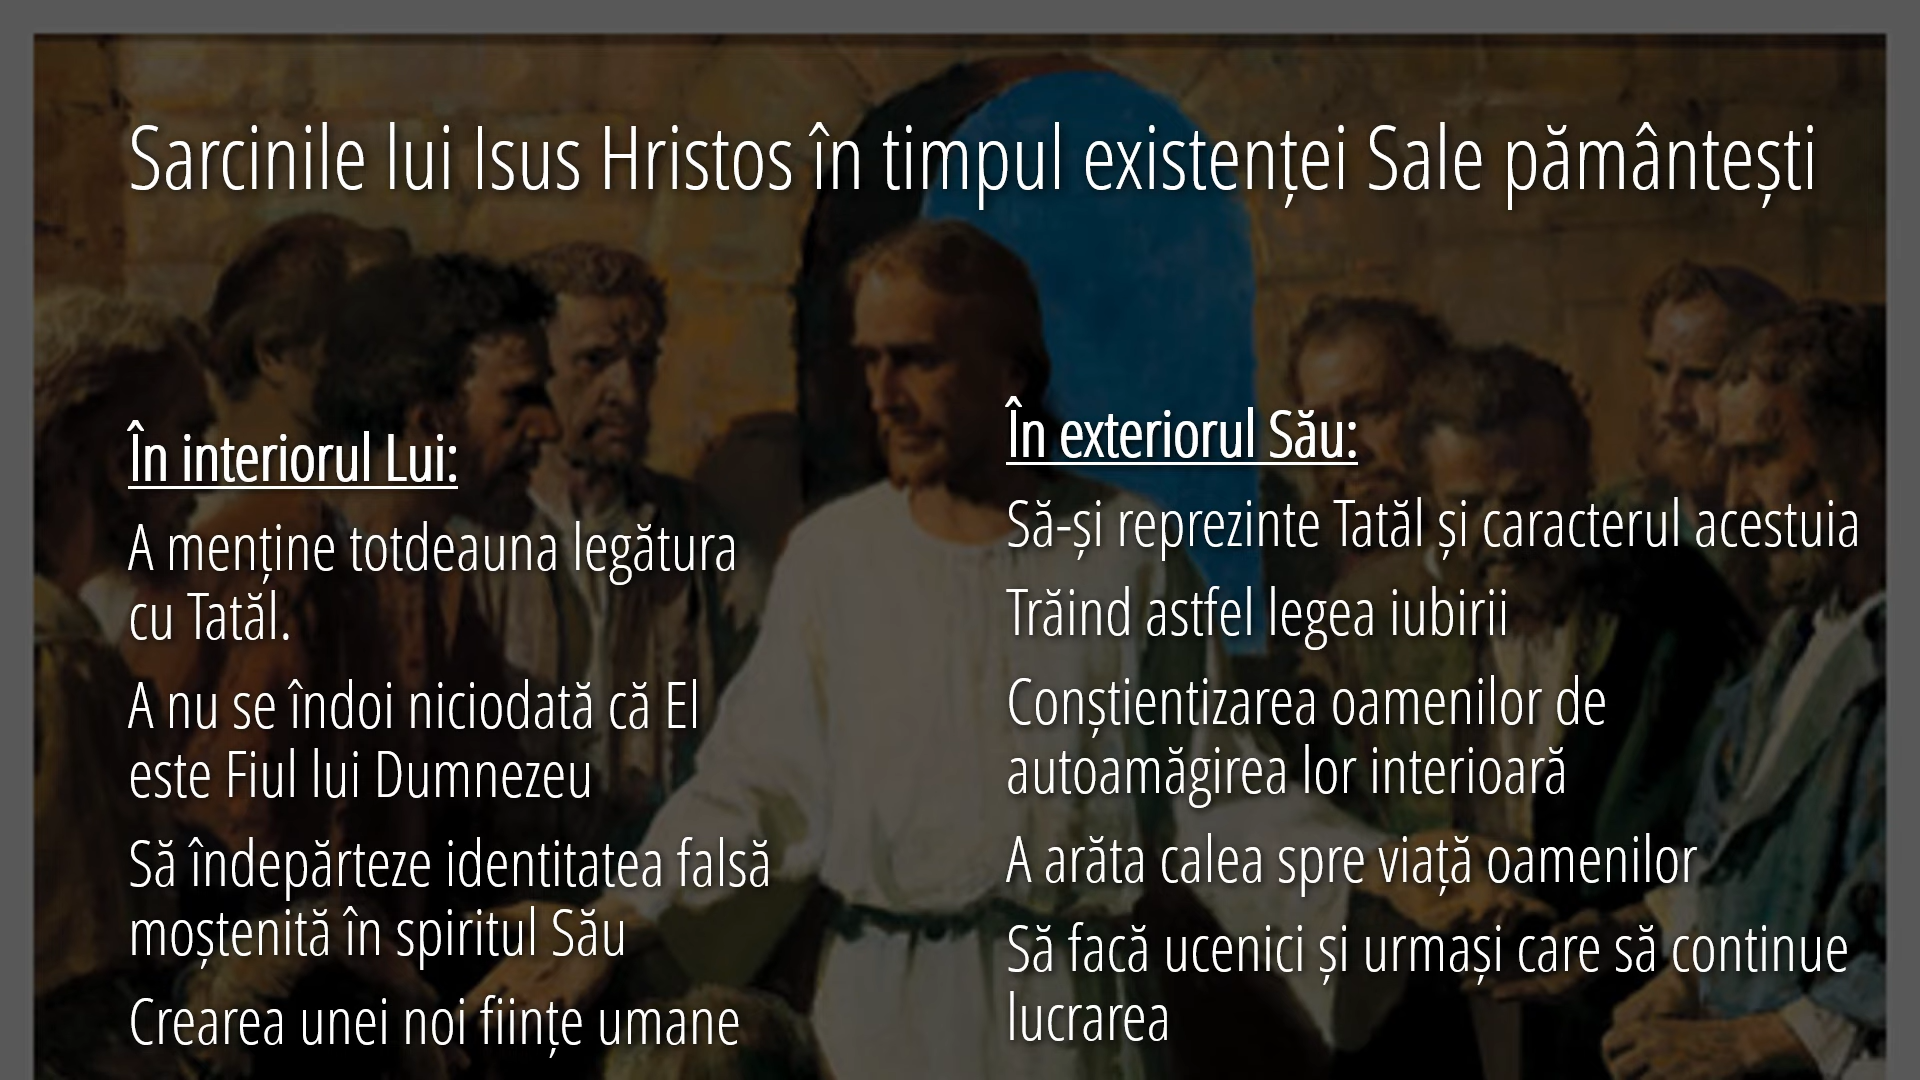 Sarcinile lui Isus Hristos în timpul existenței Sale pământești
În interiorul Lui:
A menține totdeauna legătura
cu Tatăl.
A nu se îndoi niciodată că El
este Fiul lui Dumnezeu
Să îndepărteze identitatea falsă
moștenită în spiritul Său
Crearea unei noi ființe umane
În exteriorul Său:
Să-și reprezinte Tatăl și caracterul acestuia
Trăind astfel legea iubirii
Conștientizarea oamenilor de
autoamăgirea lor interioară
A arăta calea spre viață oamenilor
Să facă ucenici și urmași care să continue
lucrarea